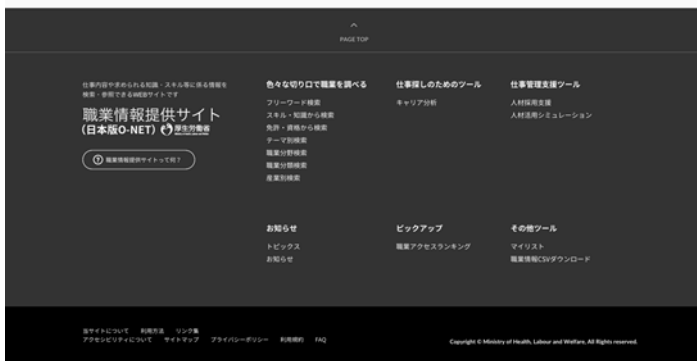 PAGE TOP
仕事内容や求められる知識・スキル等に係る情報を
検索・参照できるWEBサイトです
職業情報提供サイト
(日本版O-NET) 厚生労働省
? 職業情報提供サイトって何？
色々な切り口で職業を調べる
フリーワード検索
スキル・知識から検索
免許・資格から検索
テーマ別検索
職業分野検索
職業分類検索
産業別検索
仕事探しのためのツール
キャリア分析
仕事管理支援ツール
人材採用支援
人材活用シミュレーション
お知らせ
トピックス
お知らせ
ピックアップ
職業アクセスランキング
その他ツール
マイリスト
職業情報CSVダウンロード
当サイトについて 利用方法 リンク集
アクセシビリティについて サイトマップ プライバシーポリシー 利用規約 FAQ
Copyright © Ministry of Health, Labour and Welfare, All Rights reserved.